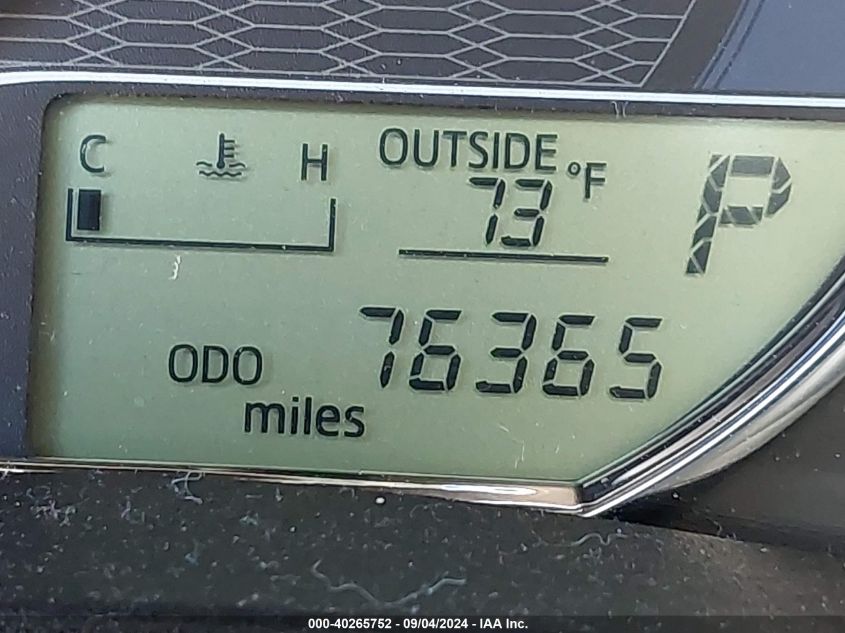 C H OUTSIDE °F P
73
ODO 76365
miles
000-40265752 - 09/04/2024 - IAA Inc.